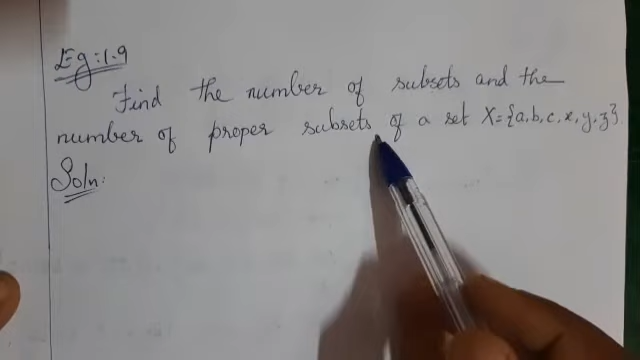 Eg:1.9
Find the number of subsets and the
number of proper subsets of a set X={a,b,c,x,y,z}.
Soln: